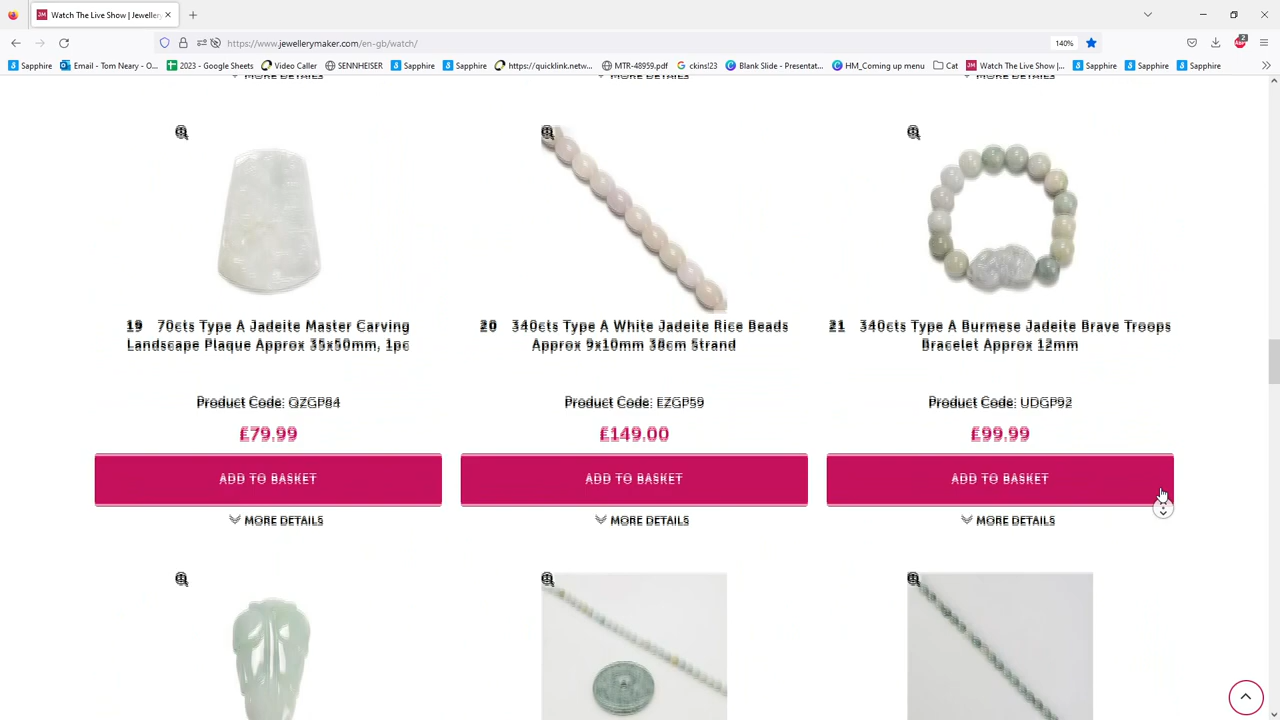 Watch The Live Show | Jeweller
https://www.jewellerymaker.com/en-gb/watch/
140%
2
Sapphire
Email - Tom Neary - O...
2023 - Google Sheets
Video Caller
SENNHEISER
Sapphire
Sapphire
https://quicklink.netw...
MTR-48959.pdf
ckins!23
Blank Slide - Presentat...
HM_Coming up menu
Cat
Watch The Live Show |...
Sapphire
Sapphire
Sapphire
MORE DETAILS
MORE DETAILS
MORE DETAILS
19 70cts Type A Jadeite Master Carving
Landscape Plaque Approx 35x50mm, 1pc
Product Code: QZGP84
£79.99
ADD TO BASKET
MORE DETAILS
20 340cts Type A White Jadeite Rice Beads
Approx 9x10mm 38cm Strand
Product Code: EZGP59
£149.00
ADD TO BASKET
MORE DETAILS
21 340cts Type A Burmese Jadeite Brave Troops
Bracelet Approx 12mm
Product Code: UDGP92
£99.99
ADD TO BASKET
MORE DETAILS